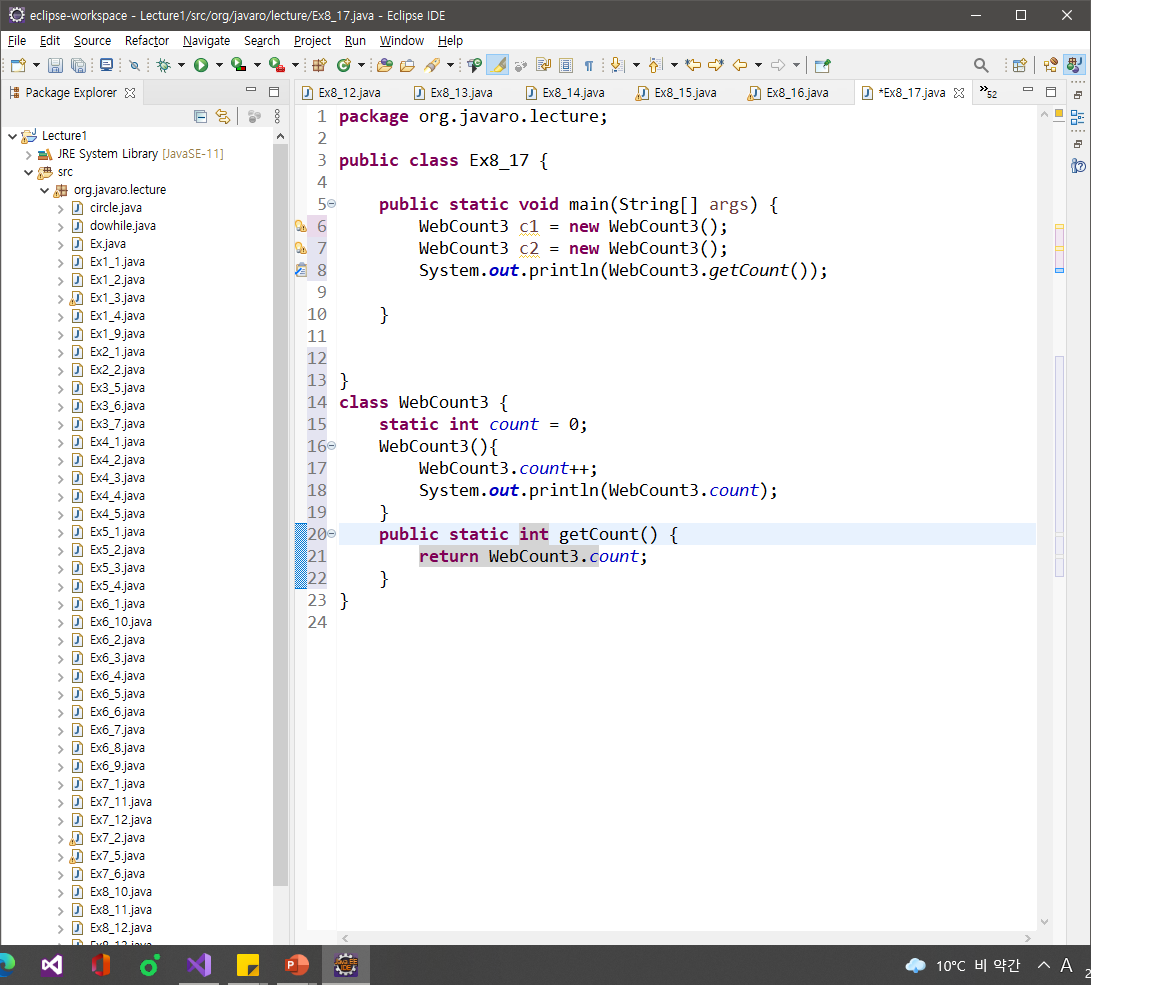 eclipse-workspace - Lecture1/src/org/javaro/lecture/Ex8_17.java - Eclipse IDE
File Edit Source Refactor Navigate Search Project Run Window Help
Package Explorer
Ex8_12.java Ex8_13.java Ex8_14.java Ex8_15.java Ex8_16.java *Ex8_17.java »52
Lecture1
JRE System Library [JavaSE-11]
src
org.javaro.lecture
circle.java
dowhile.java
Ex.java
Ex1_1.java
Ex1_2.java
Ex1_3.java
Ex1_4.java
Ex1_9.java
Ex2_1.java
Ex2_2.java
Ex3_5.java
Ex3_6.java
Ex3_7.java
Ex4_1.java
Ex4_2.java
Ex4_3.java
Ex4_4.java
Ex4_5.java
Ex5_1.java
Ex5_2.java
Ex5_3.java
Ex5_4.java
Ex6_1.java
Ex6_10.java
Ex6_2.java
Ex6_3.java
Ex6_4.java
Ex6_5.java
Ex6_6.java
Ex6_7.java
Ex6_8.java
Ex6_9.java
Ex7_1.java
Ex7_11.java
Ex7_12.java
Ex7_2.java
Ex7_5.java
Ex7_6.java
Ex8_10.java
Ex8_11.java
Ex8_12.java
1 package org.javaro.lecture;
2
3 public class Ex8_17 {
4
5 public static void main(String[] args) {
6 WebCount3 c1 = new WebCount3();
7 WebCount3 c2 = new WebCount3();
8 System.out.println(WebCount3.getCount());
9
10 }
11
12
13 }
14 class WebCount3 {
15 static int count = 0;
16 WebCount3(){
17 WebCount3.count++;
18 System.out.println(WebCount3.count);
19 }
20 public static int getCount() {
21 return WebCount3.count;
22 }
23 }
24
10°C 비 약간 A